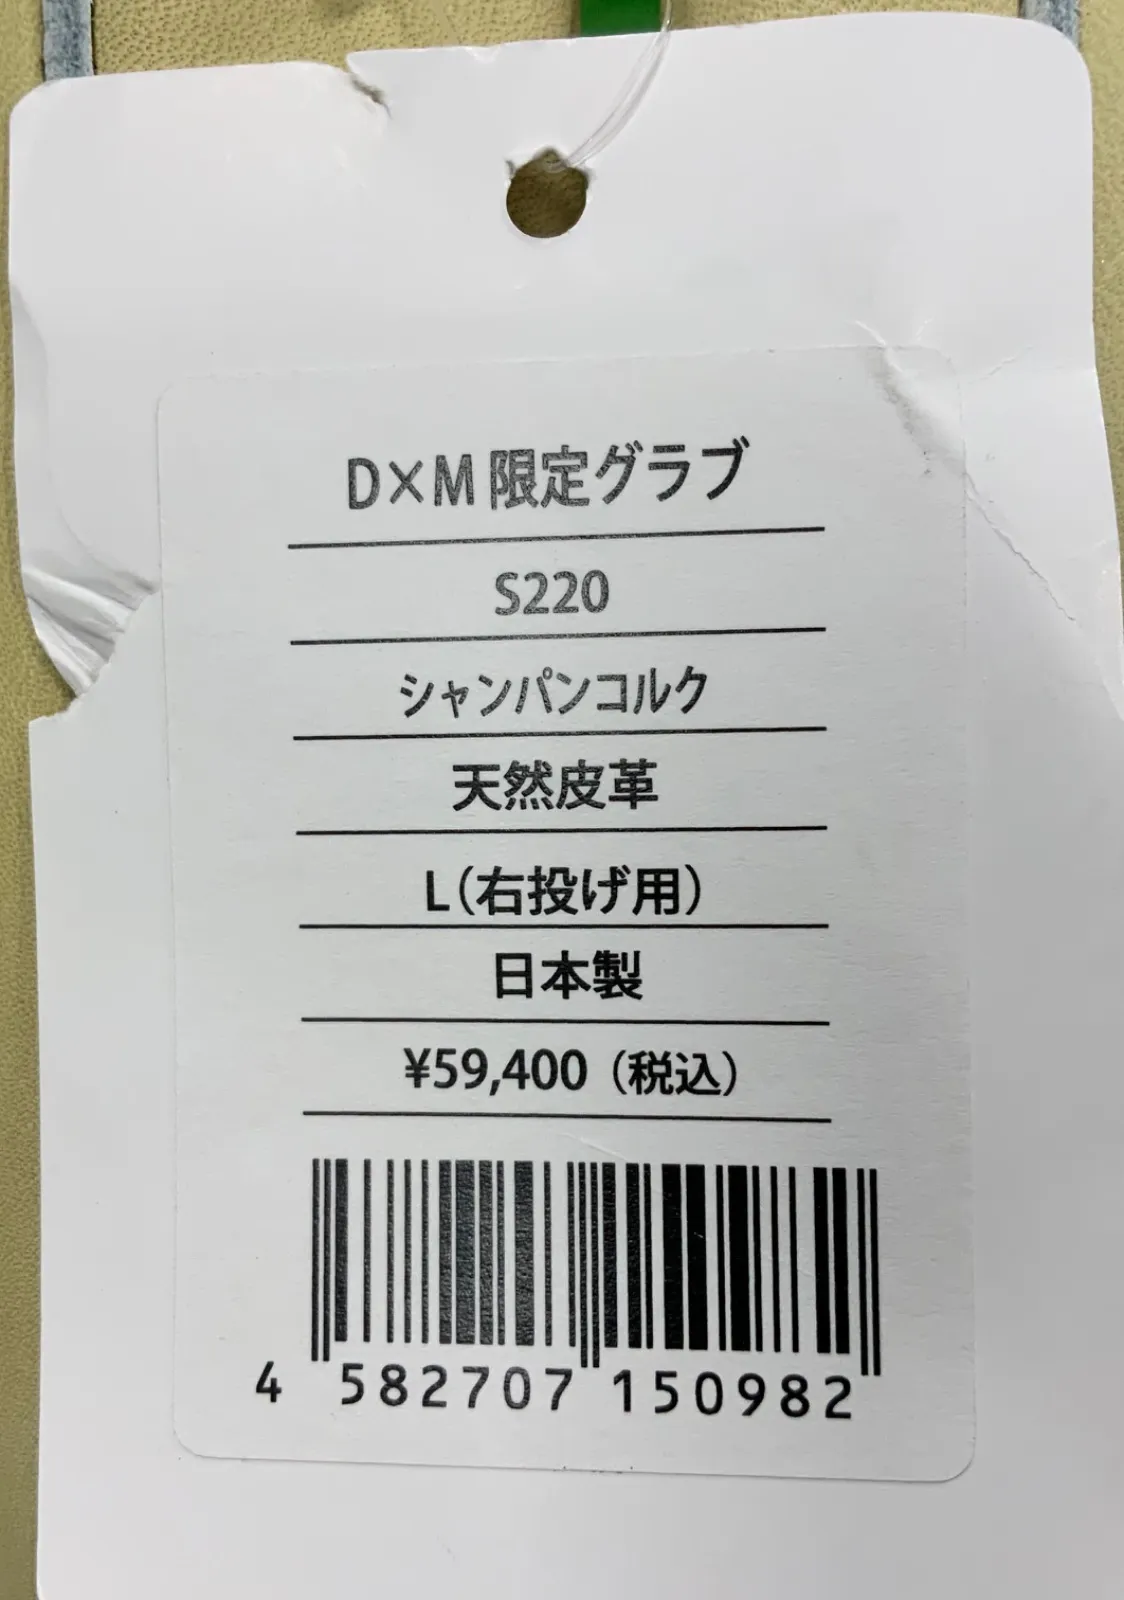 D×M 限定グラブ
S220
シャンパンコルク
天然皮革
L（右投げ用）
日本製
¥59,400（税込）
4 582707 150982